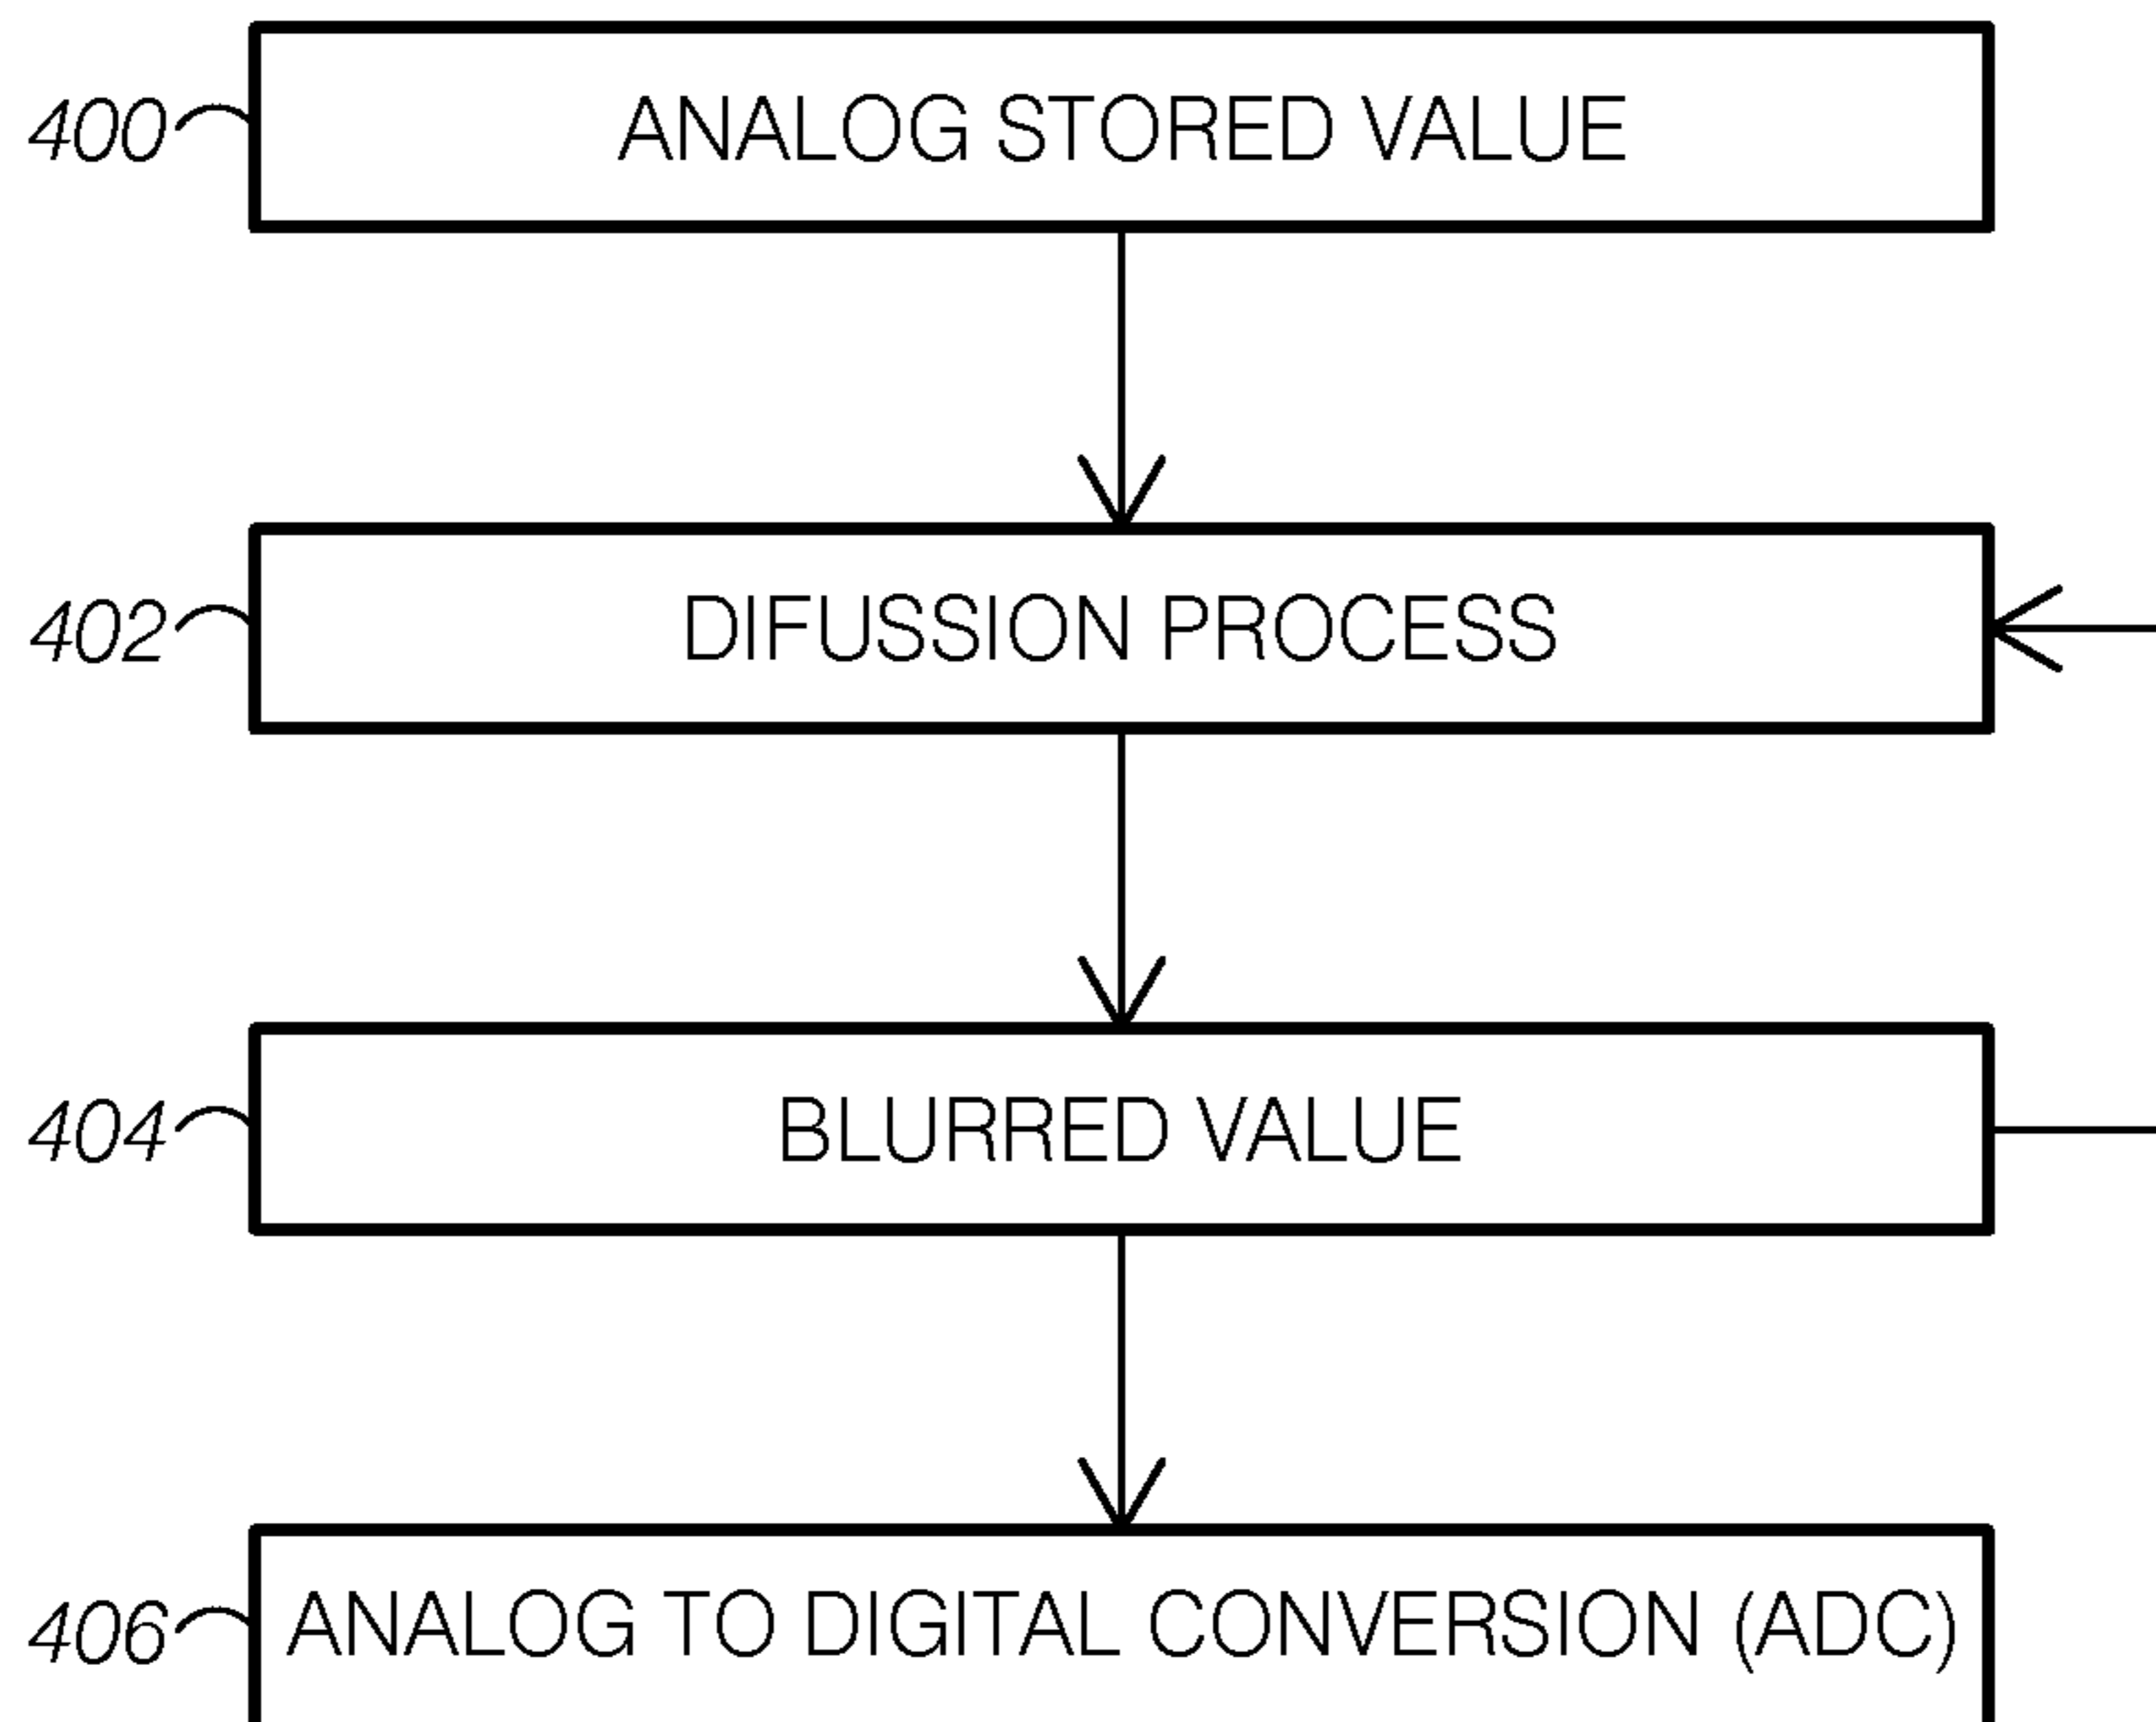 400 ANALOG STORED VALUE
402 DIFUSSION PROCESS
404 BLURRED VALUE
406 ANALOG TO DIGITAL CONVERSION (ADC)